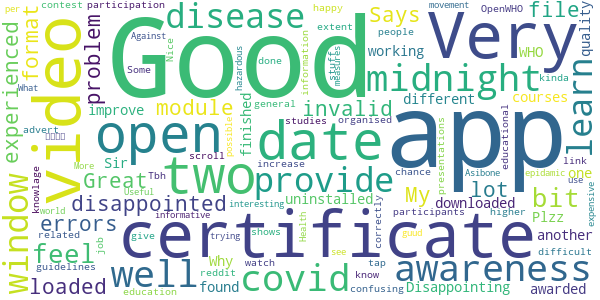 contest participation
per happy
Against
movement
OpenWHO
file
extent
people
quality
disease
Says
Very
Good
Nice
Some
What
format
problem
experienced
video
advert
working
WHO
stuff
measures
hazardous
done
information
kinda
midnight
module
invalid
different
courses
learn
improve
finished
general
studies
organised
link
possible
educational
presentations
open
date
app
Sir
Great
scroll
increase
chance
Asibone
epidemic
use
expensive
More
Useful
Tbh
two
provide
My
lot
bit
one
knowlage
world
disappointed
informative
interesting
uninstalled
downloaded
Plzz
window
errors
certificate
participants
higher
another
related
job
give
trying
shows
Health
correctly
tap
know
see
guud
difficult
feel
guidelines
education
well
found
Why
reddit
watch
covid
confusing
awareness
Disappointing
awarded
loaded